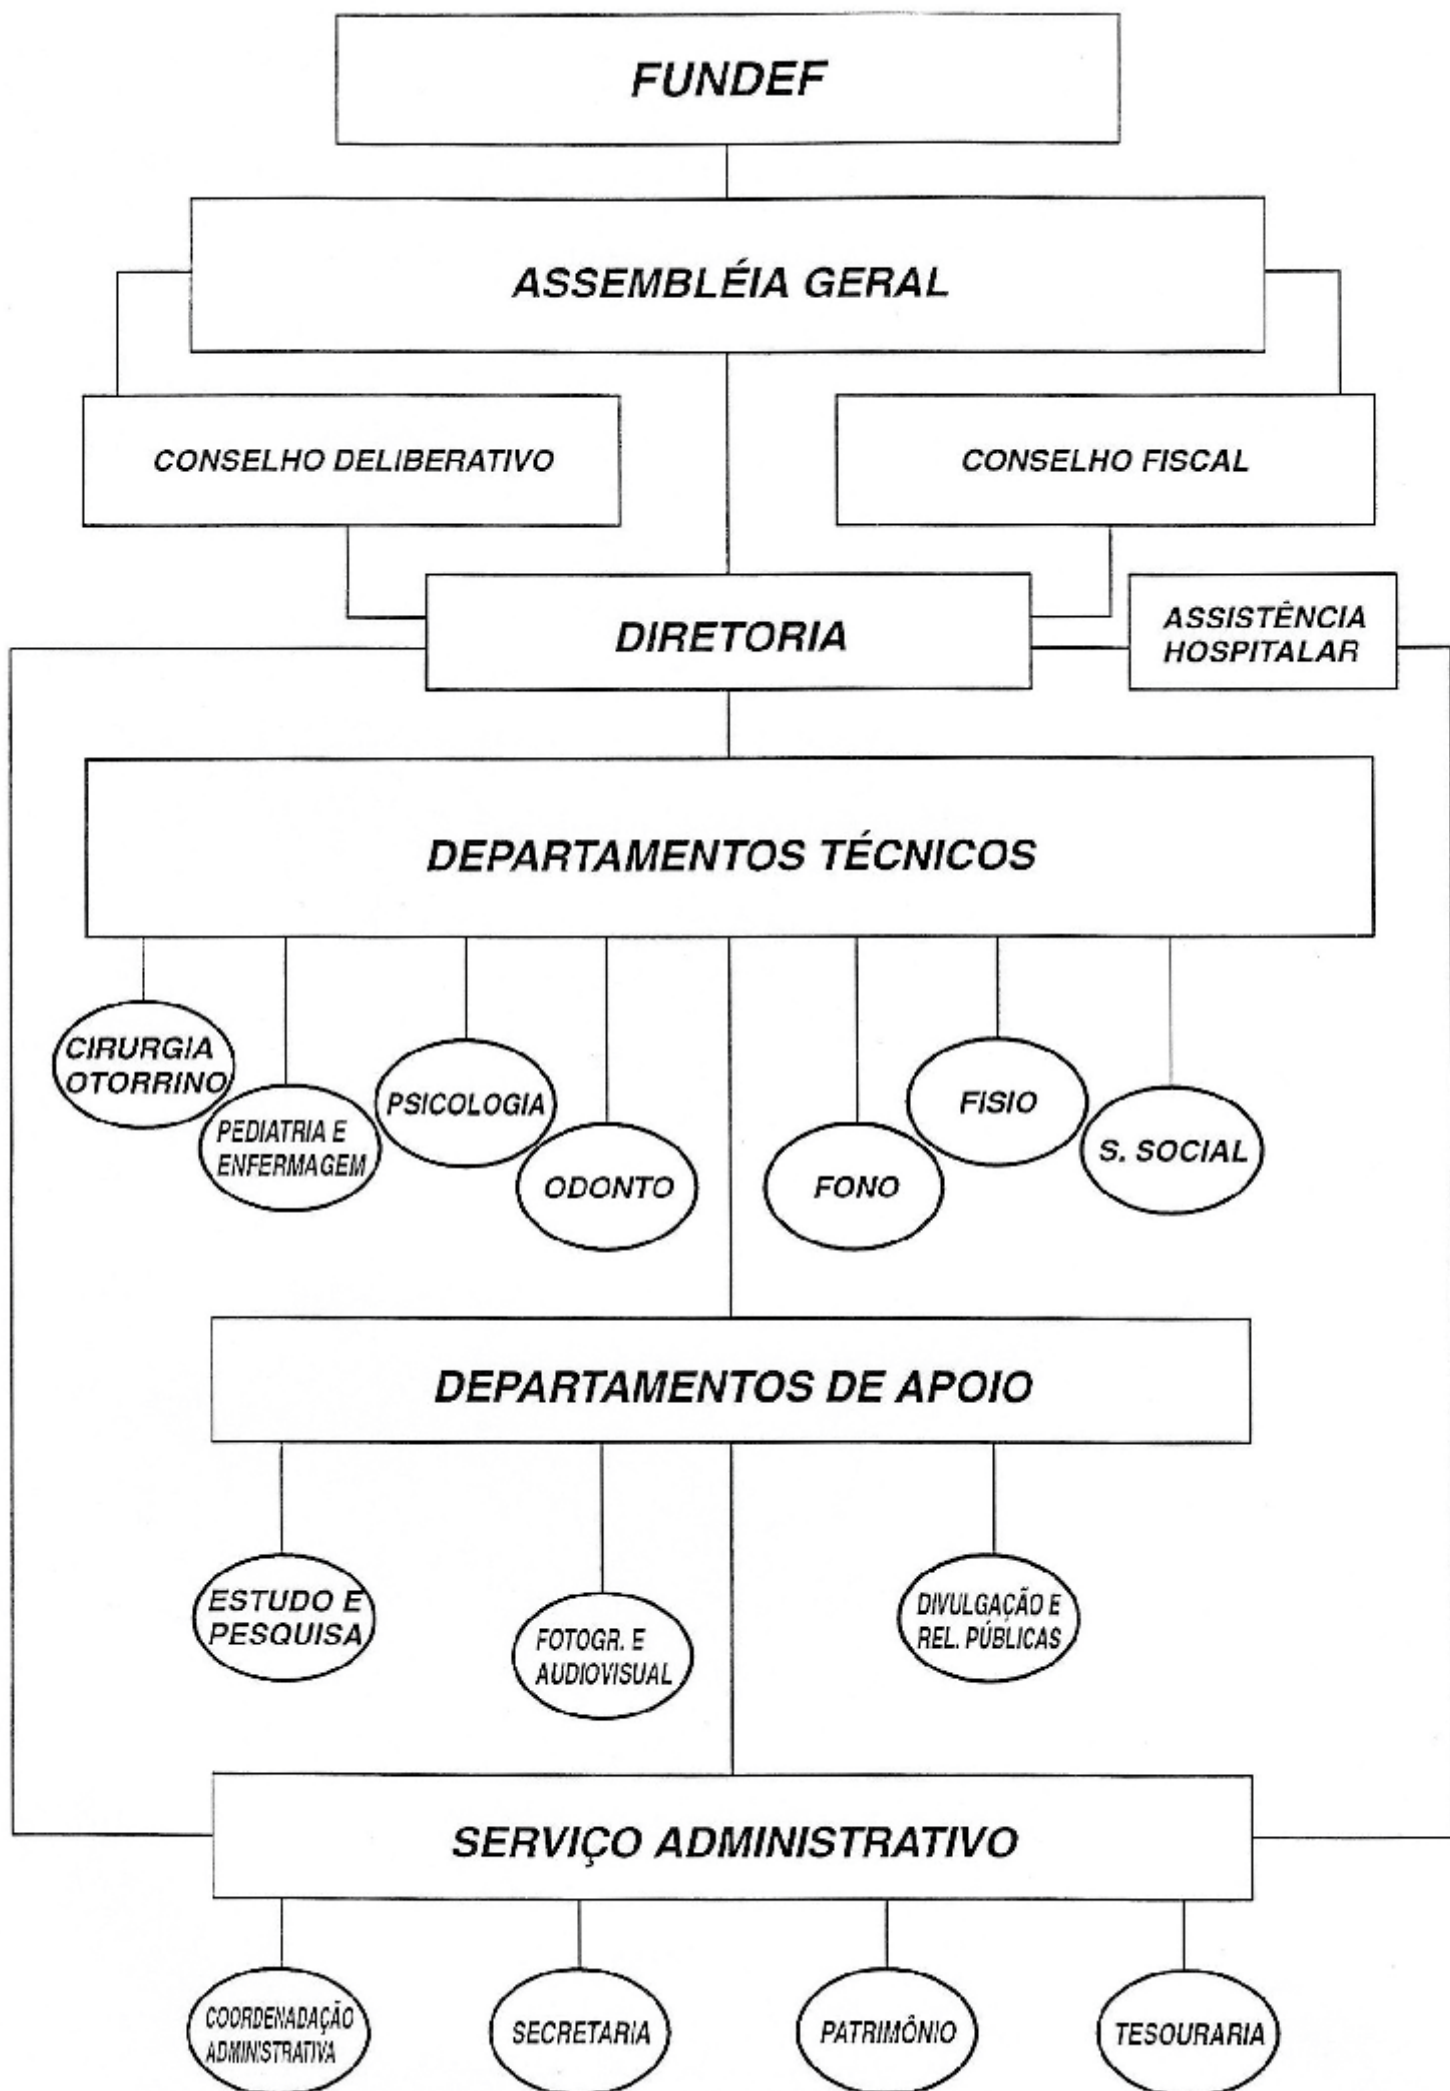 FUNDEF
ASSEMBLÉIA GERAL
CONSELHO DELIBERATIVO
CONSELHO FISCAL
DIRETORIA
ASSISTÊNCIA
HOSPITALAR
DEPARTAMENTOS TÉCNICOS
CIRURGIA
OTORRINO
PEDIATRIA E
ENFERMAGEM
PSICOLOGIA
ODONTO
FONO
FISIO
S. SOCIAL
DEPARTAMENTOS DE APOIO
ESTUDO E
PESQUISA
FOTOGR. E
AUDIOVISUAL
DIVULGAÇÃO E
REL. PÚBLICAS
SERVIÇO ADMINISTRATIVO
COORDENADAÇÃO
ADMINISTRATIVA
SECRETARIA
PATRIMÔNIO
TESOURARIA